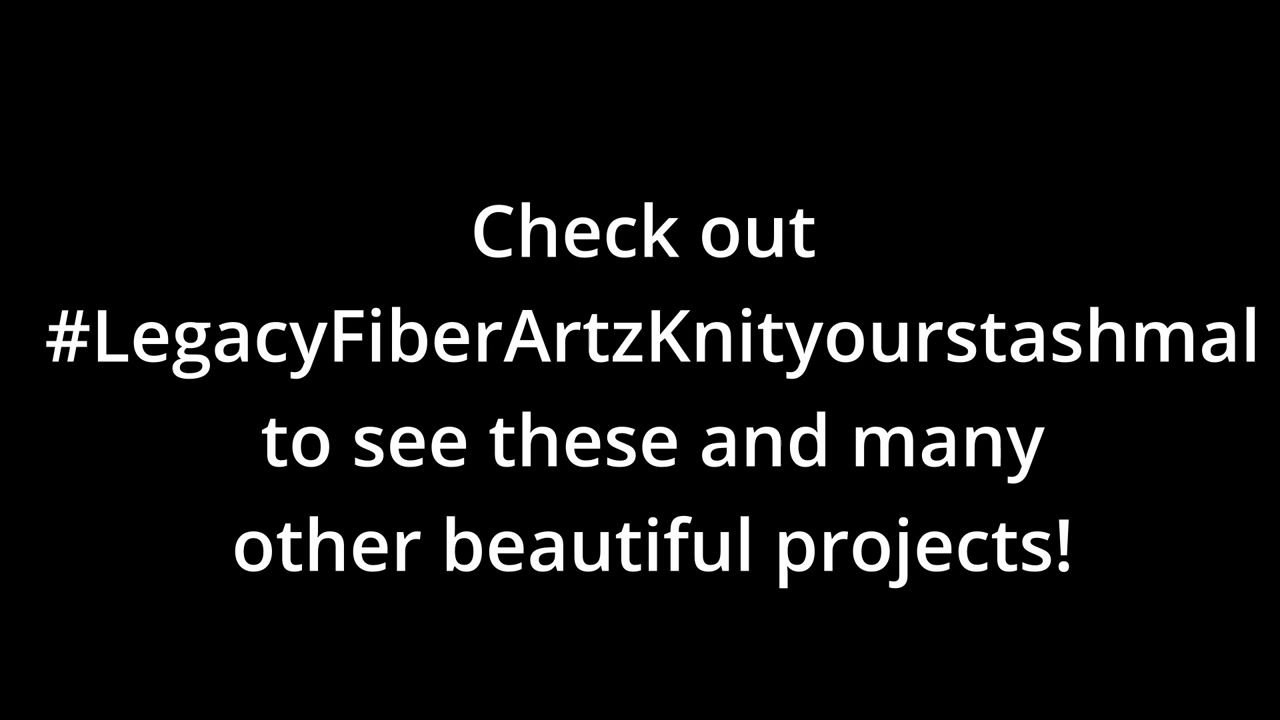 Check out
#LegacyFiberArtzKnityourstashmal
to see these and many
other beautiful projects!